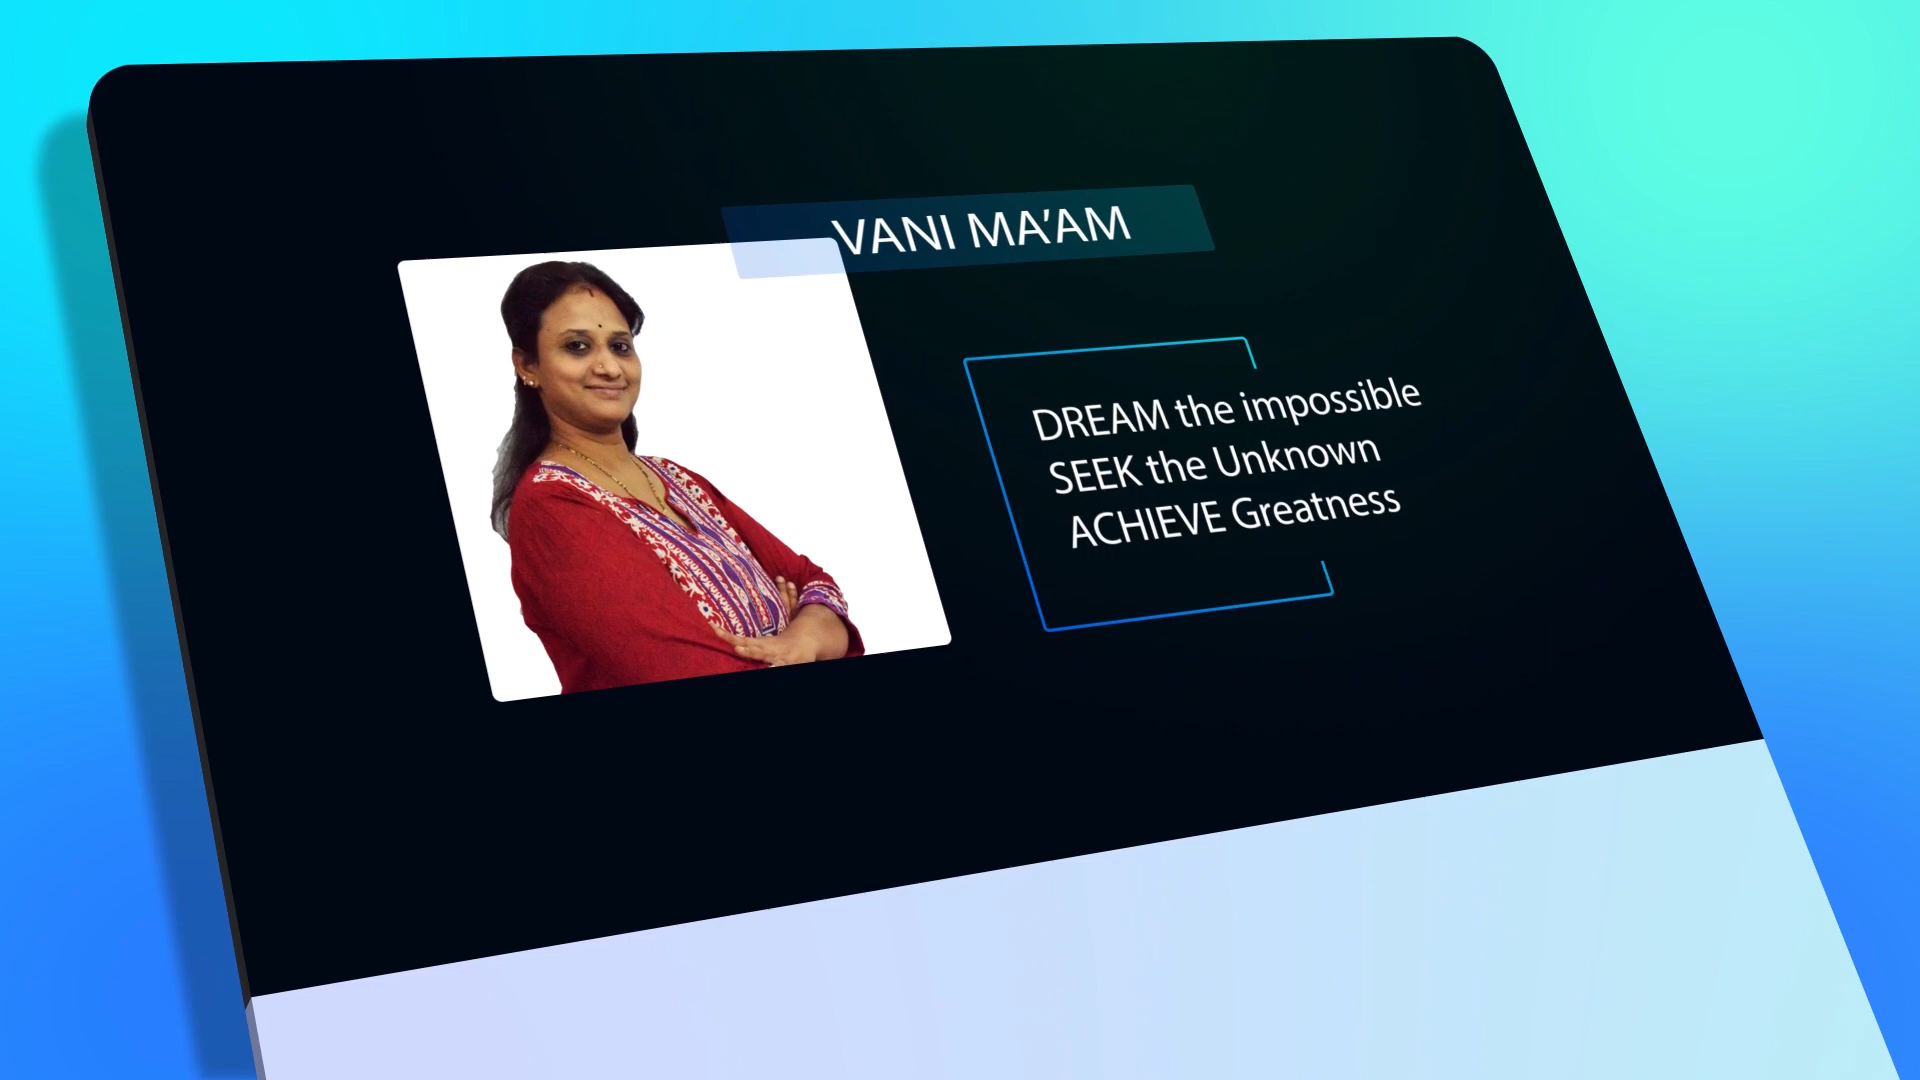 VANI MA’AM
DREAM the impossible
SEEK the Unknown
ACHIEVE Greatness